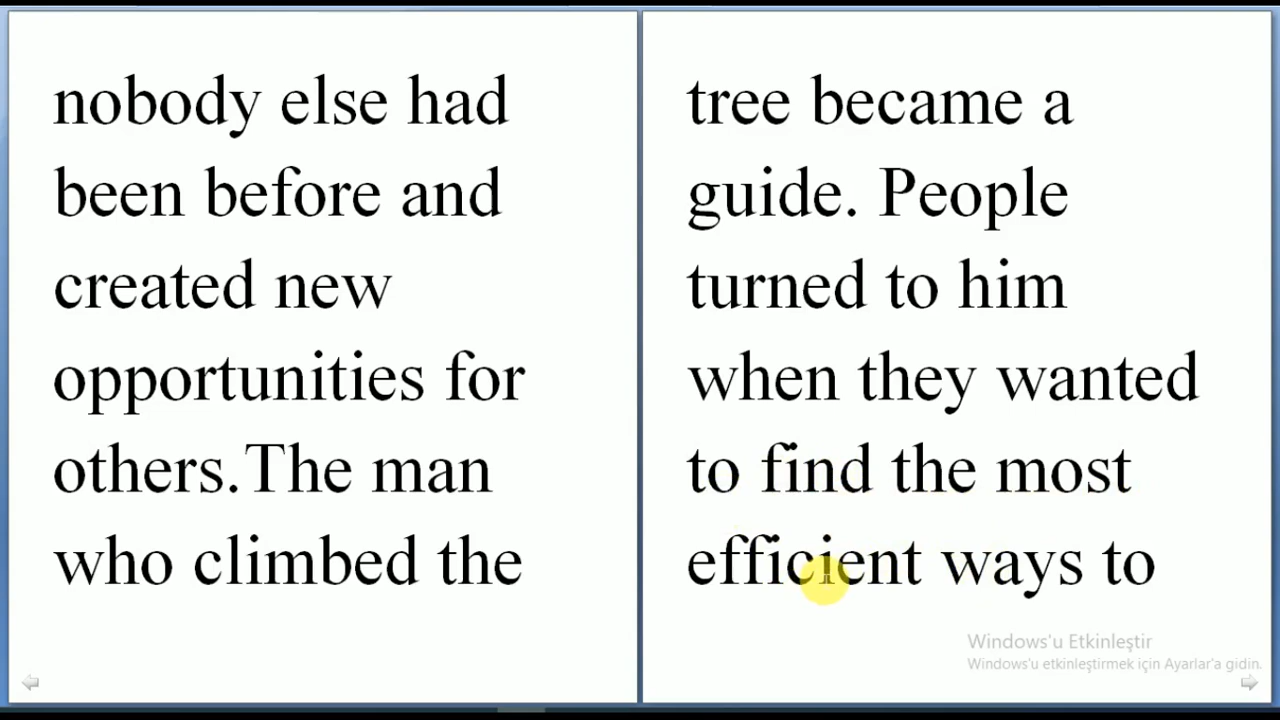 nobody else had
been before and
created new
opportunities for
others.The man
who climbed the
tree became a
guide. People
turned to him
when they wanted
to find the most
efficient ways to
Windows'u Etkinleştir
Windows'u etkinleştirmek için Ayarlar'a gidin.